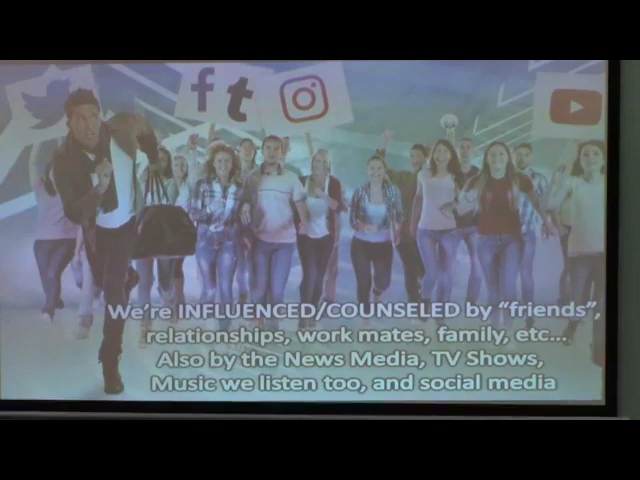 We're INFLUENCED/COUNSELED by "friends",
relationships, work mates, family, etc...
Also by the News Media, TV Shows,
Music we listen too, and social media